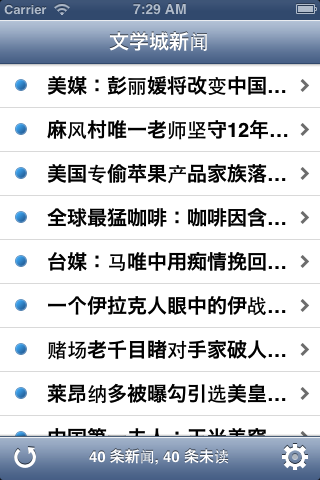 Carrier 7:29 AM
文学城新闻
美媒：彭丽媛将改变中国...
麻风村唯一老师坚守12年...
美国专偷苹果产品家族落...
全球最猛咖啡：咖啡因含...
台媒：马唯中用痴情挽回...
一个伊拉克人眼中的伊战...
赌场老千目睹对手家破人...
莱昂纳多被曝勾引选美皇...
40 条新闻, 40 条未读